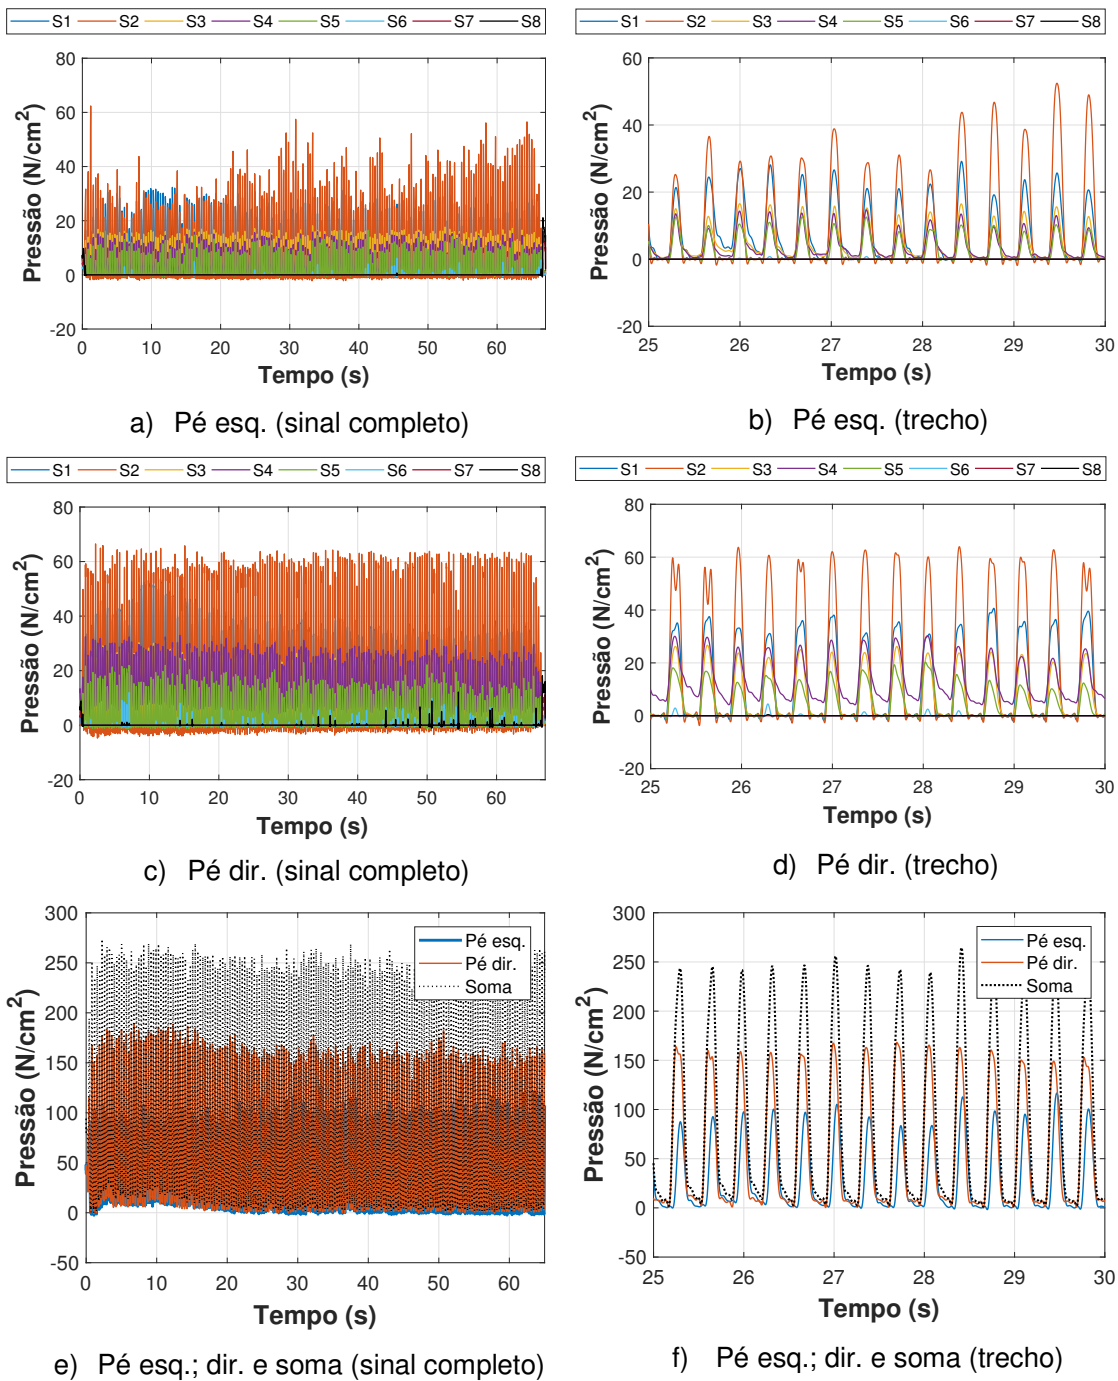 S1 S2 S3 S4 S5 S6 S7 S8
80
60
40
20
0
-20
0 10 20 30 40 50 60
Pressão (N/cm²)
Tempo (s)
a) Pé esq. (sinal completo)
S1 S2 S3 S4 S5 S6 S7 S8
60
40
20
0
-20
25 26 27 28 29 30
Pressão (N/cm²)
Tempo (s)
b) Pé esq. (trecho)
S1 S2 S3 S4 S5 S6 S7 S8
80
60
40
20
0
-20
0 10 20 30 40 50 60
Pressão (N/cm²)
Tempo (s)
c) Pé dir. (sinal completo)
S1 S2 S3 S4 S5 S6 S7 S8
80
60
40
20
0
-20
25 26 27 28 29 30
Pressão (N/cm²)
Tempo (s)
d) Pé dir. (trecho)
300
250
200
150
100
50
0
-50
0 10 20 30 40 50 60
Pressão (N/cm²)
Tempo (s)
Pé esq.
Pé dir.
Soma
e) Pé esq.; dir. e soma (sinal completo)
300
250
200
150
100
50
0
-50
25 26 27 28 29 30
Pressão (N/cm²)
Tempo (s)
Pé esq.
Pé dir.
Soma
f) Pé esq.; dir. e soma (trecho)